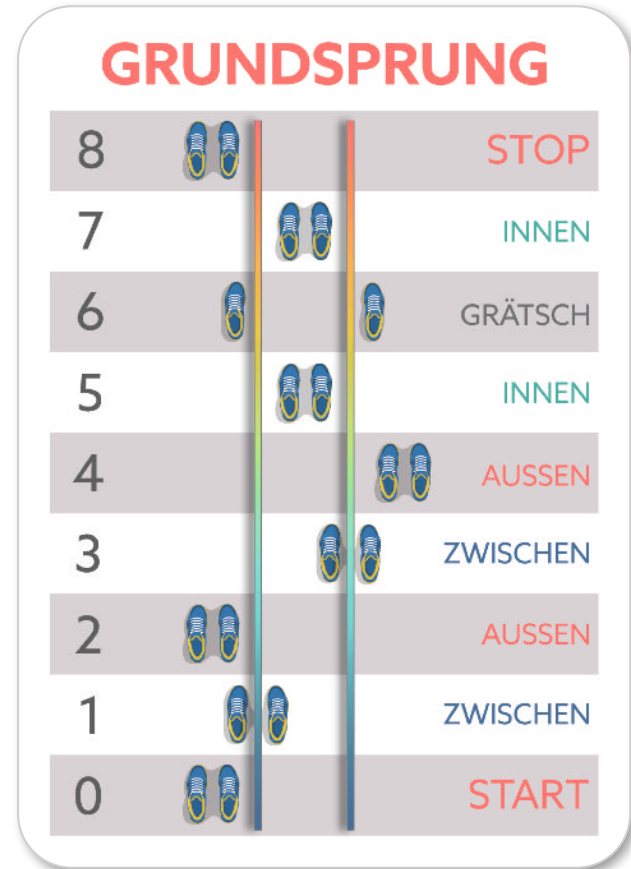 GRUNDSPRUNG
8 STOP
7 INNEN
6 GRÄTSCH
5 INNEN
4 AUSSEN
3 ZWISCHEN
2 AUSSEN
1 ZWISCHEN
0 START